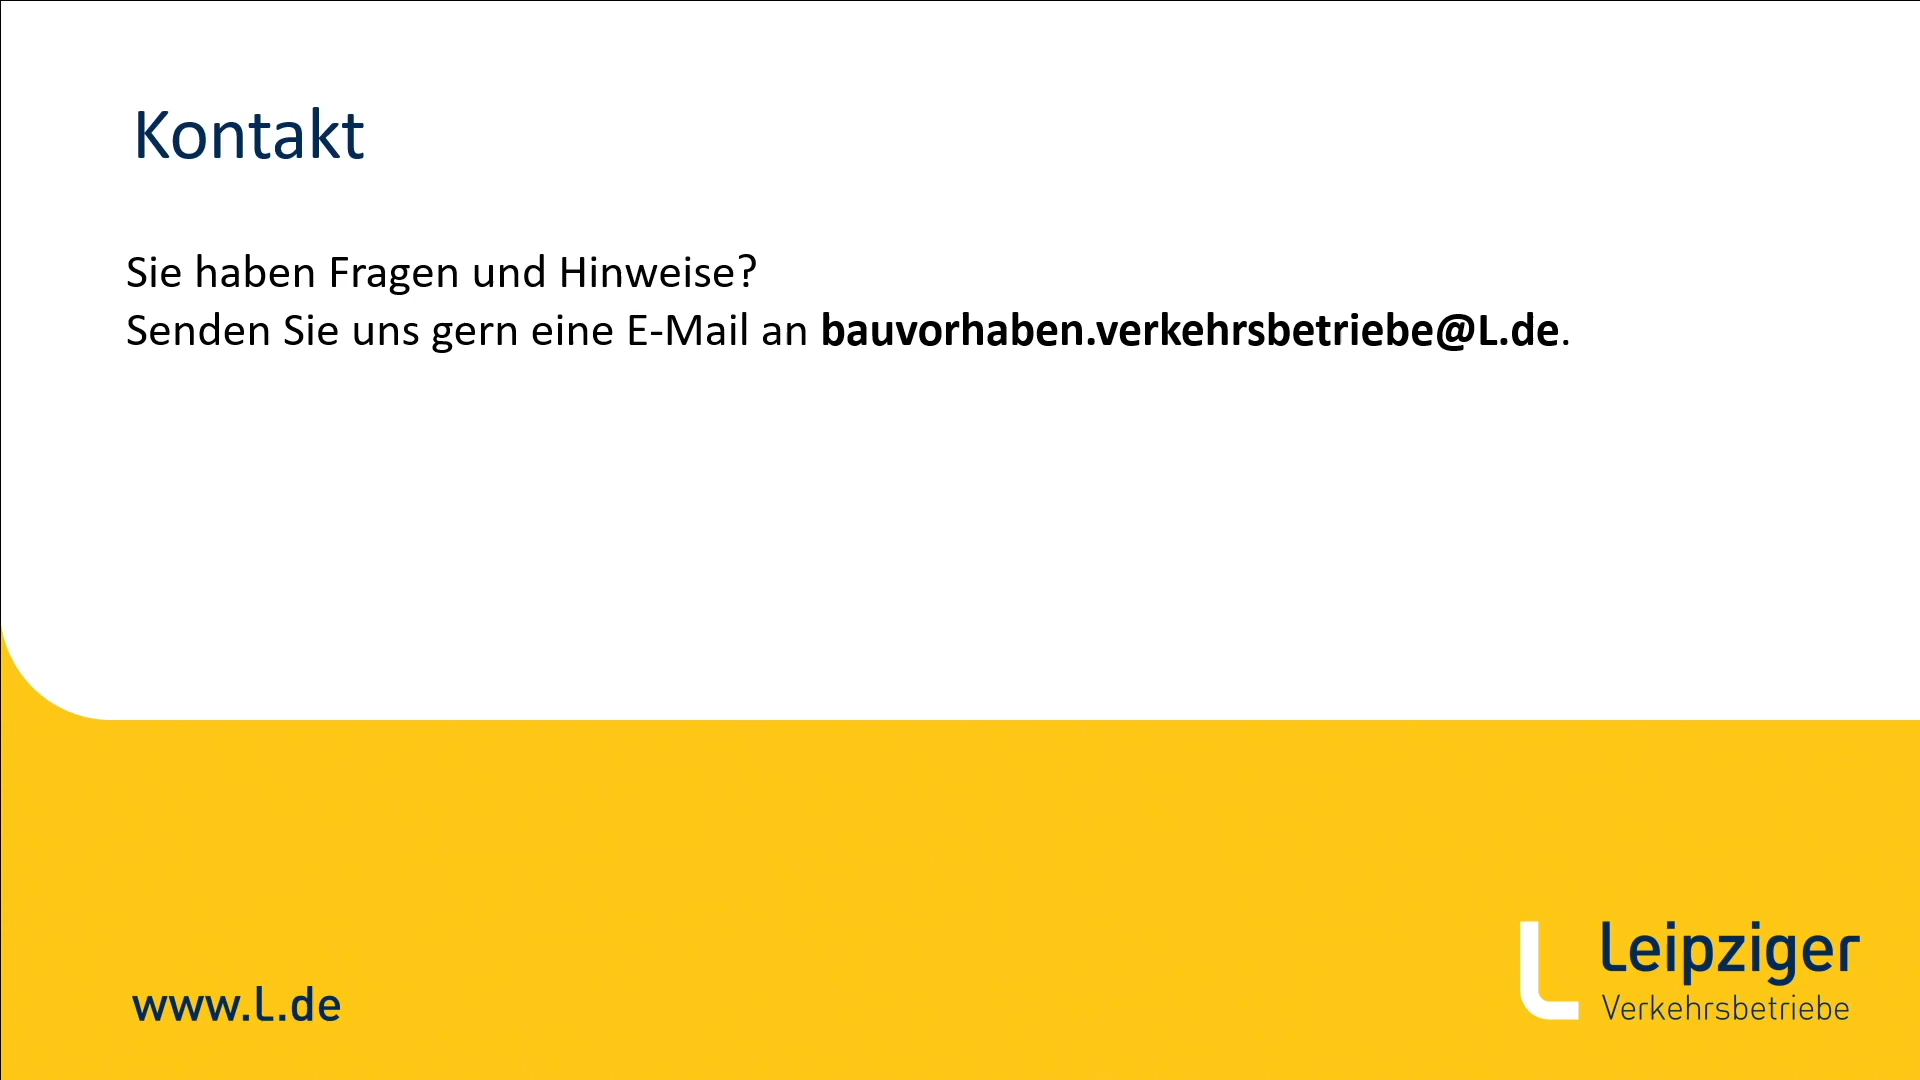 Kontakt
Sie haben Fragen und Hinweise?
Senden Sie uns gern eine E-Mail an bauvorhaben.verkehrsbetriebe@L.de.
www.L.de
L
Leipziger
Verkehrsbetriebe